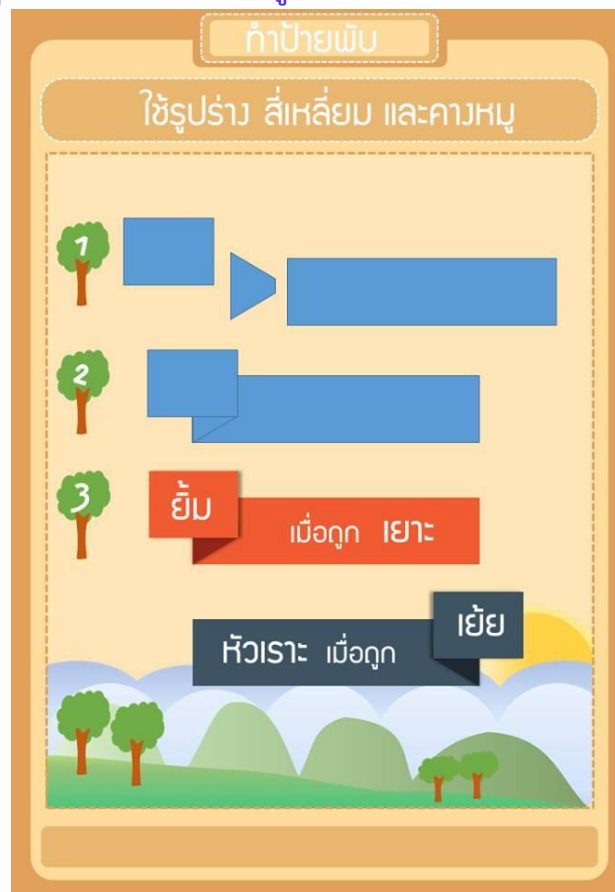 ทำป้ายพับ
ใช้รูปร่าง สี่เหลี่ยม และคางหมู
1
2
3
ยิ้ม
เมื่อถูก เยาะ
เย้ย
หัวเราะ เมื่อถูก